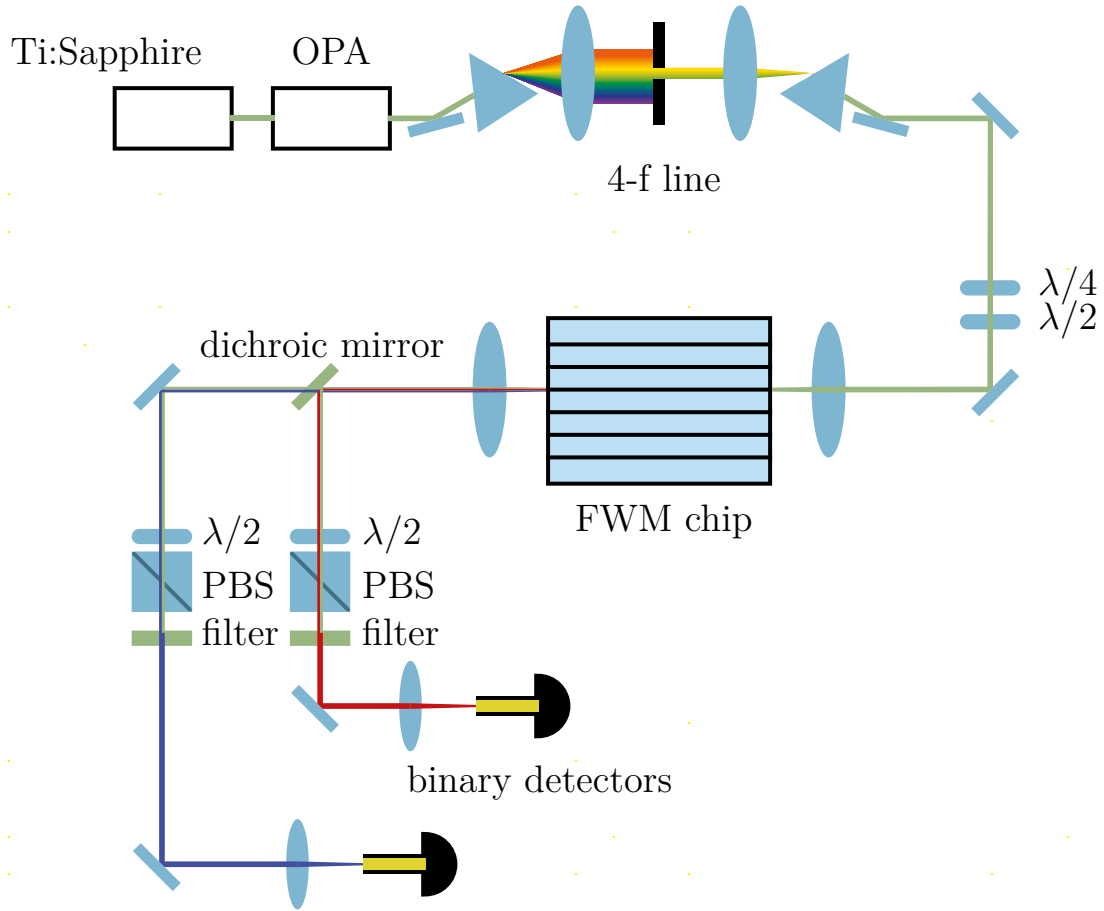 Ti:Sapphire
OPA
4-f line
λ/4
λ/2
dichroic mirror
FWM chip
λ/2
λ/2
PBS
PBS
filter
filter
binary detectors